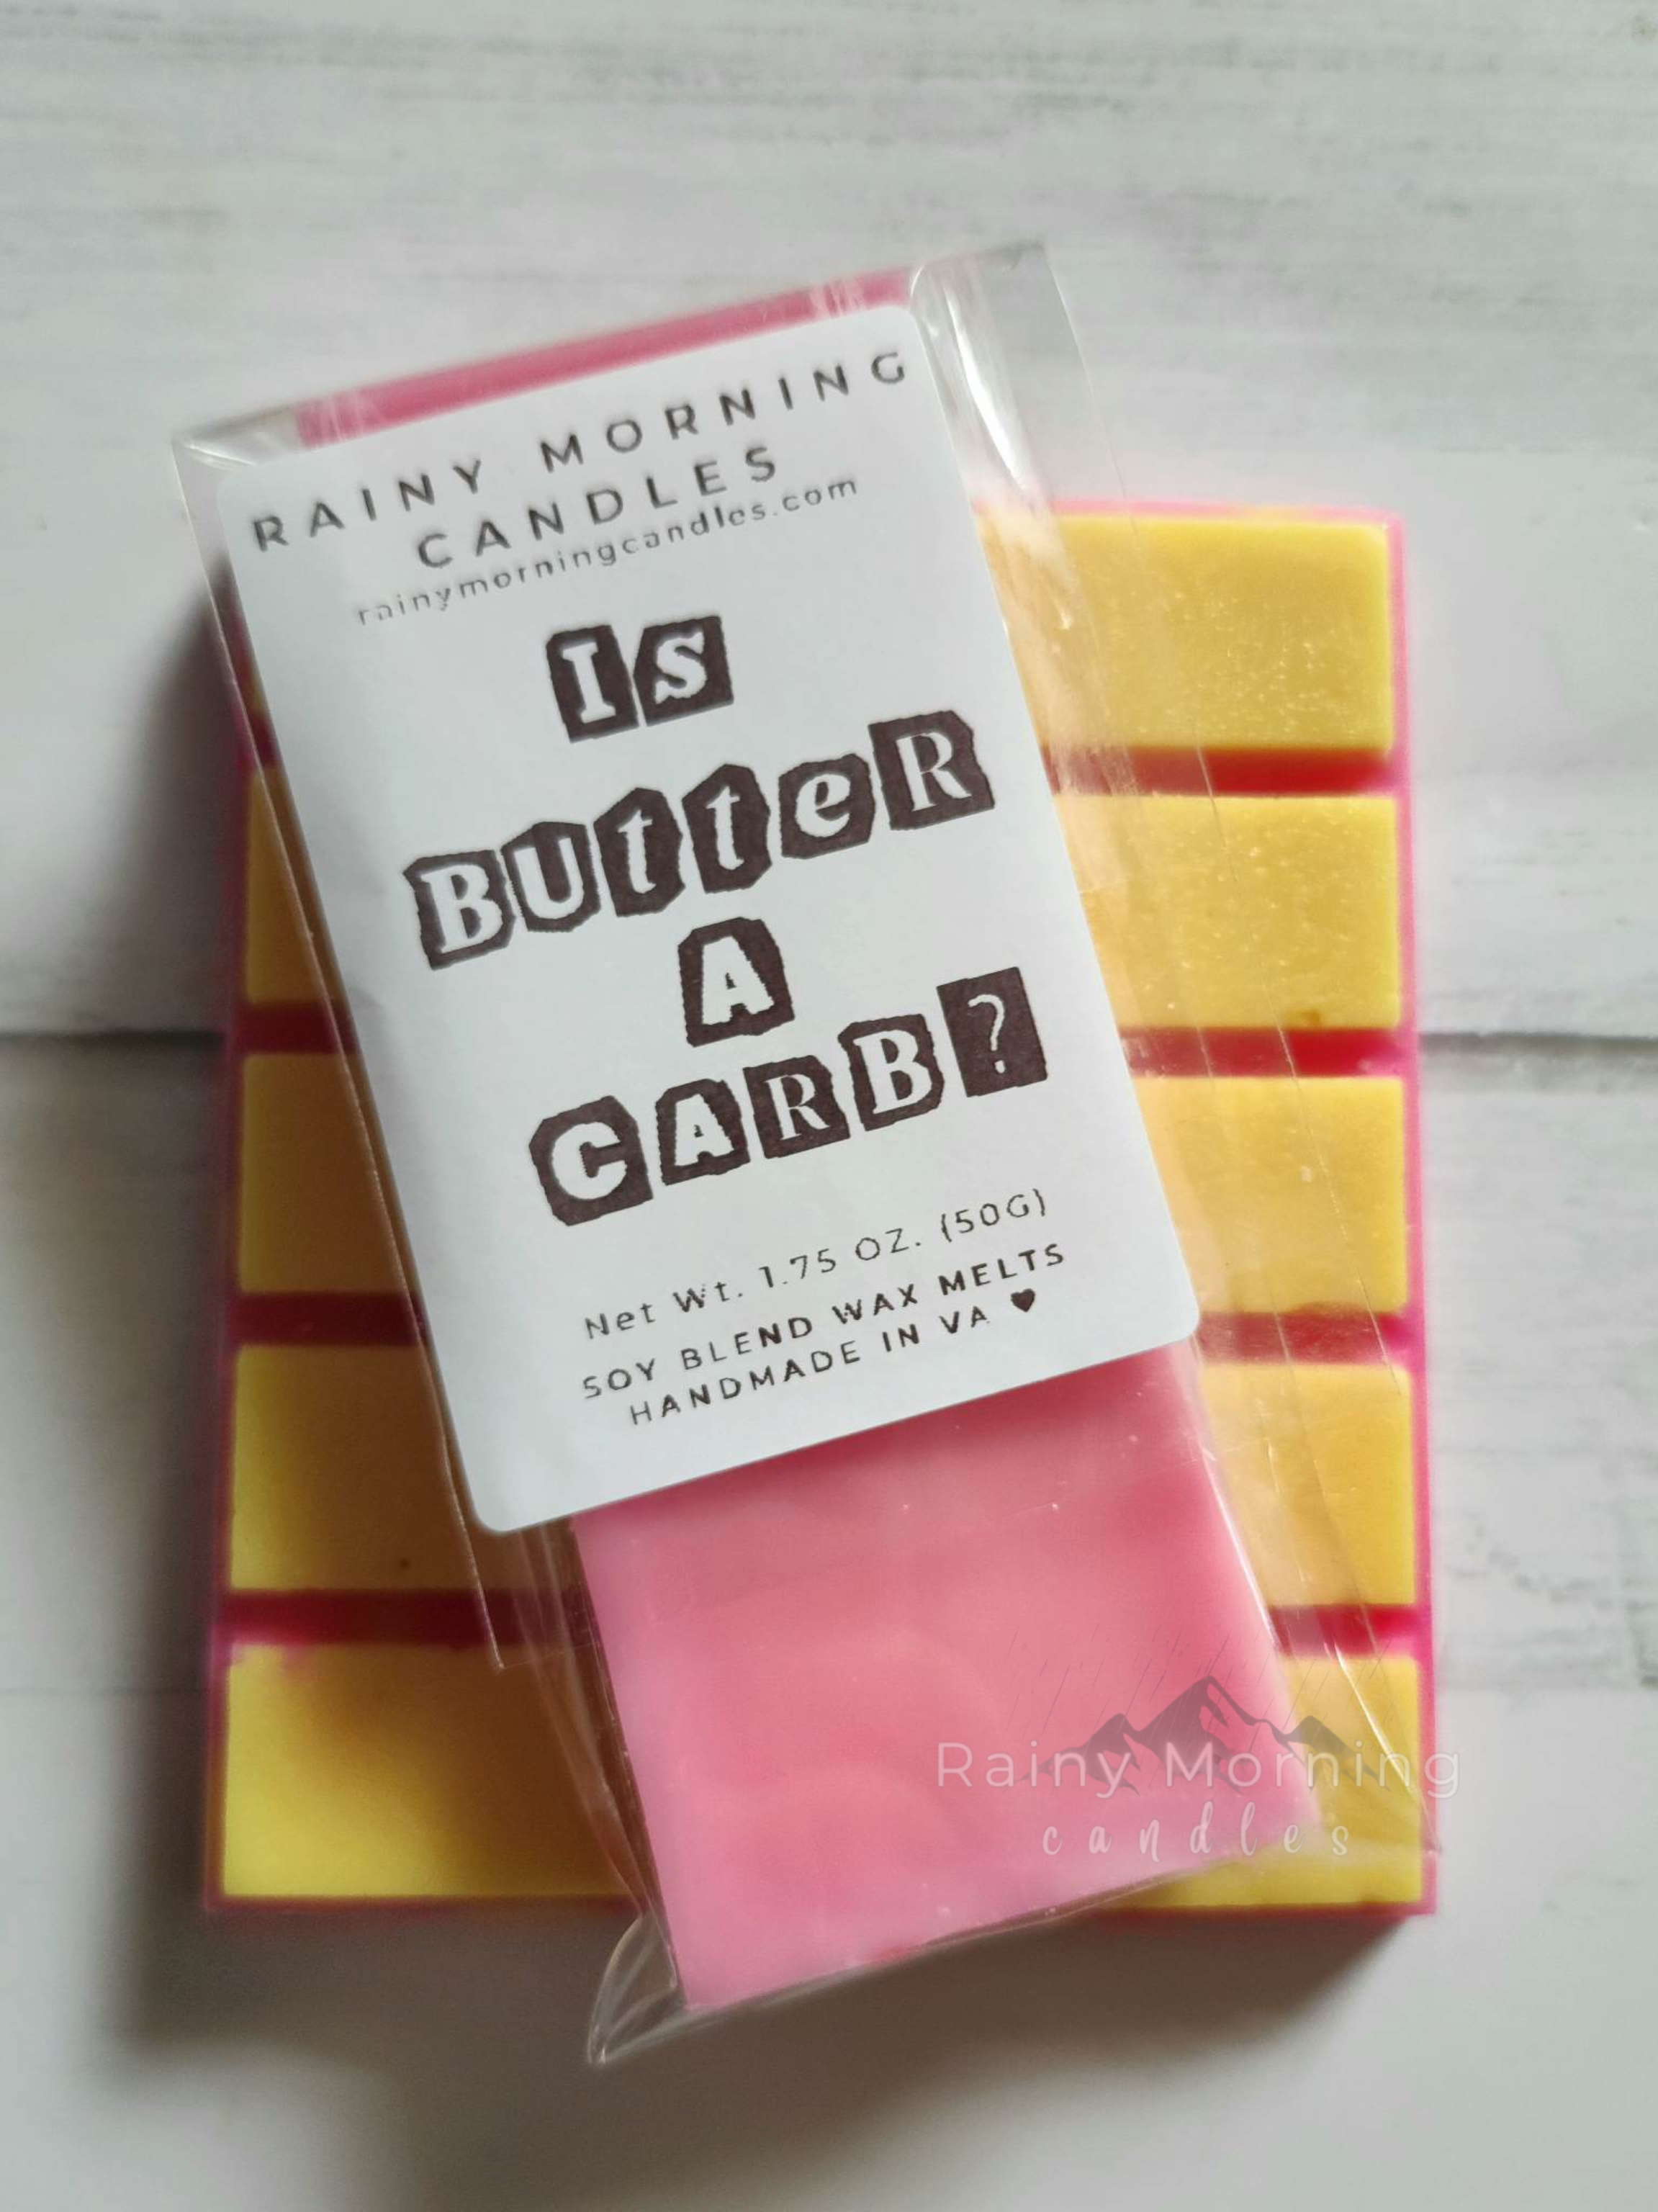 RAINY MORNING
CANDLES
rainymorningcandles.com
IS
BUtteR
A
CARB?
Net Wt. 1.75 OZ. (50G)
SOY BLEND WAX MELTS
HANDMADE IN VA ♥
Rainy Morning
candles